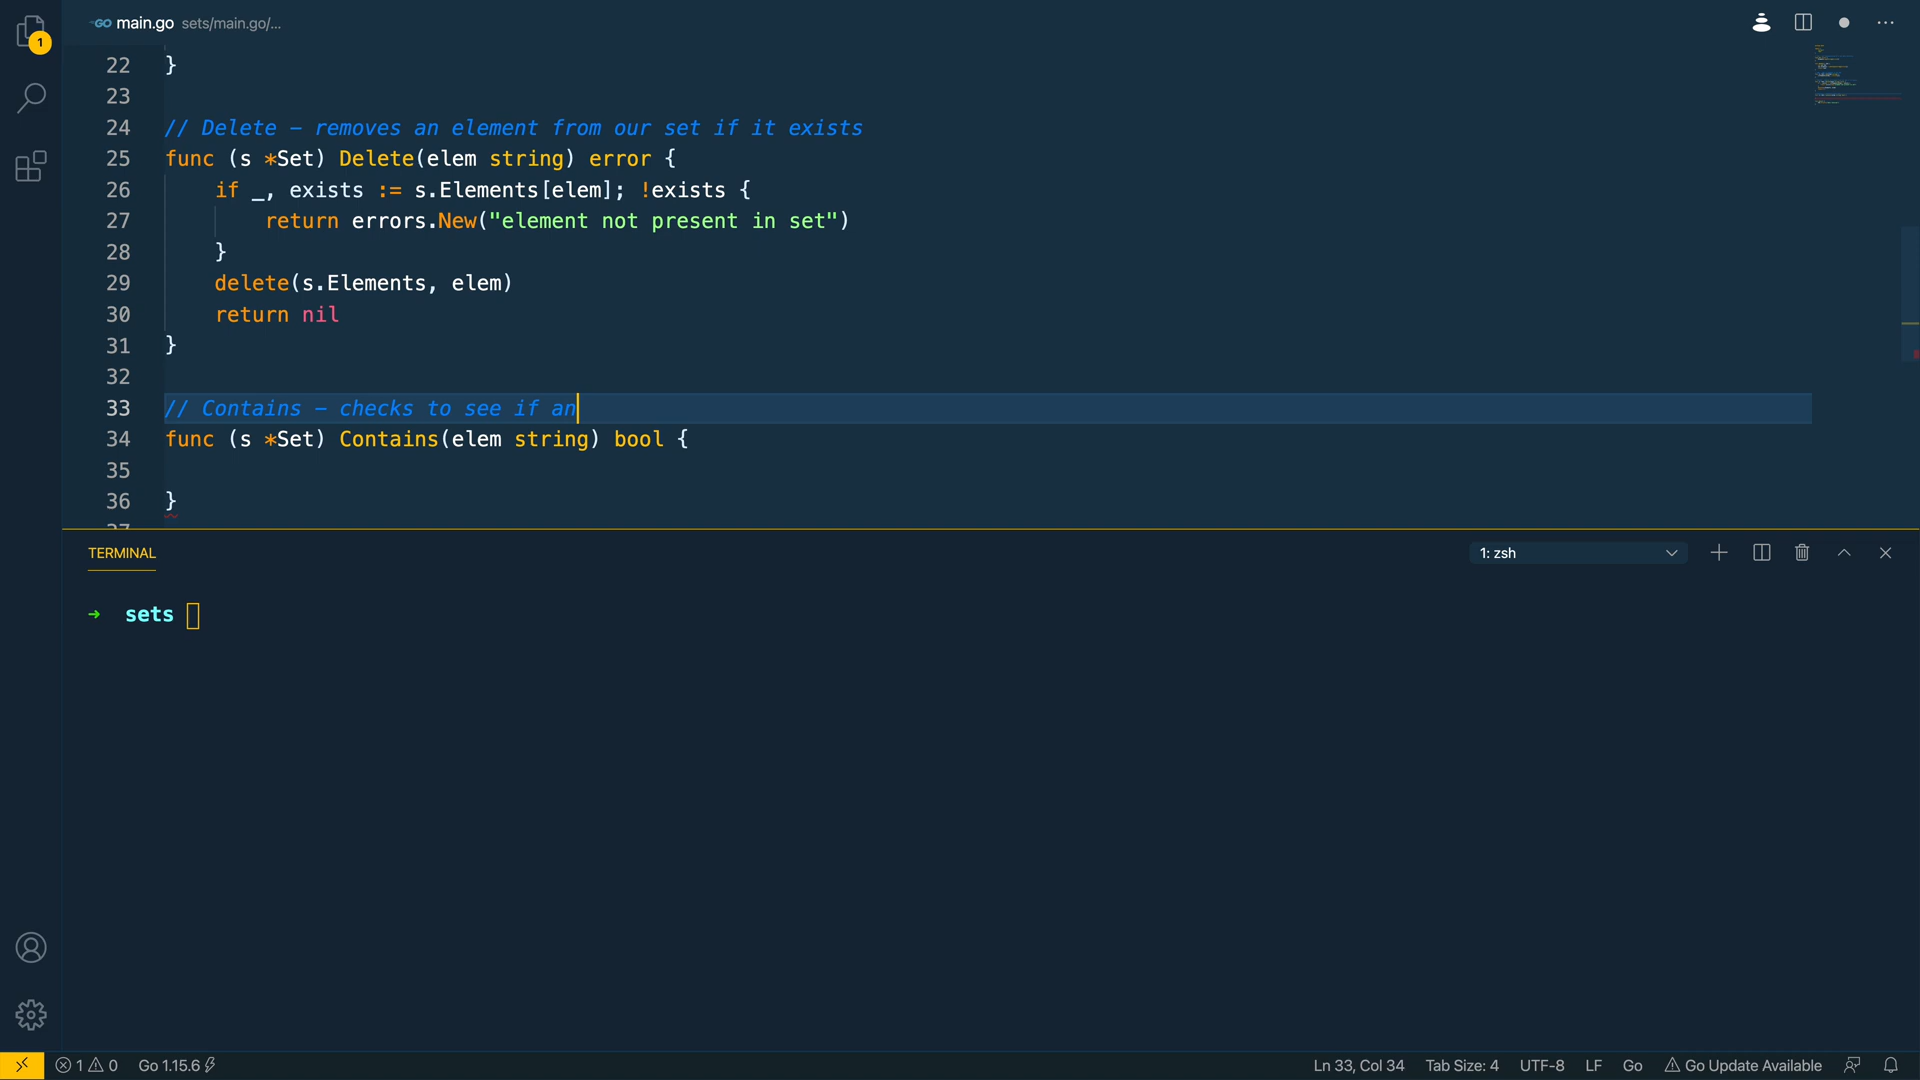 GO main.go sets/main.go/...
1
22 }
23
24 // Delete – removes an element from our set if it exists
25 func (s *Set) Delete(elem string) error {
26 if _, exists := s.Elements[elem]; !exists {
27 return errors.New("element not present in set")
28 }
29 delete(s.Elements, elem)
30 return nil
31 }
32
33 // Contains – checks to see if an
34 func (s *Set) Contains(elem string) bool {
35
36 }
37
TERMINAL
1: zsh
➜ sets
1 0 Go 1.15.6 Ln 33, Col 34 Tab Size: 4 UTF-8 LF Go Go Update Available